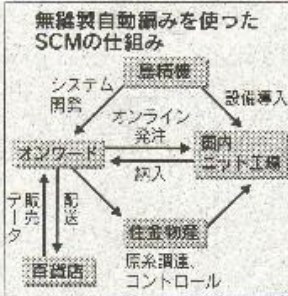 無縫製自動編みを使った
SCMの仕組み
島精機
システム
開発
設備導入
オンライン
発注
オンワード
国内
ニット工場
納入
販売
データ
配送
住金物産
百貨店
原糸調達、
コントロール